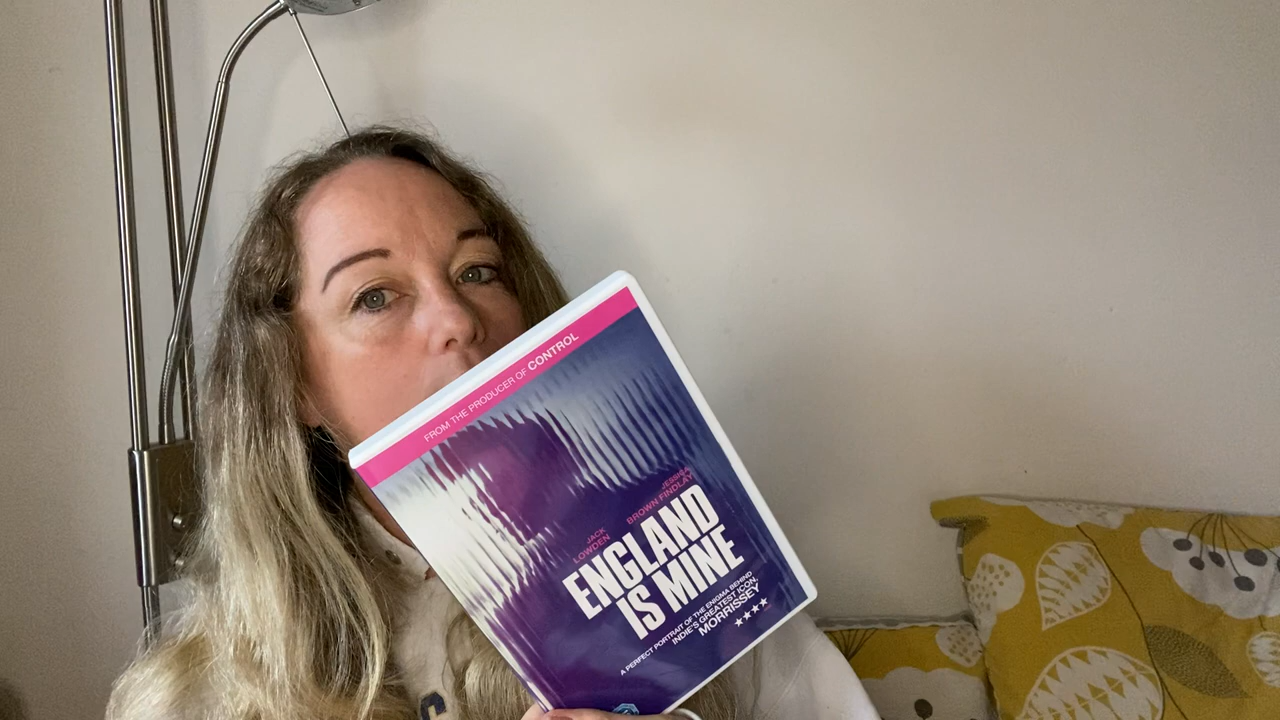 FROM THE PRODUCER OF CONTROL
JACK
LOWDEN
JESSICA
BROWN FINDLAY
ENGLAND
IS MINE
A PERFECT PORTRAIT OF THE ENIGMA BEHIND
INDIE'S GREATEST ICON,
MORRISSEY